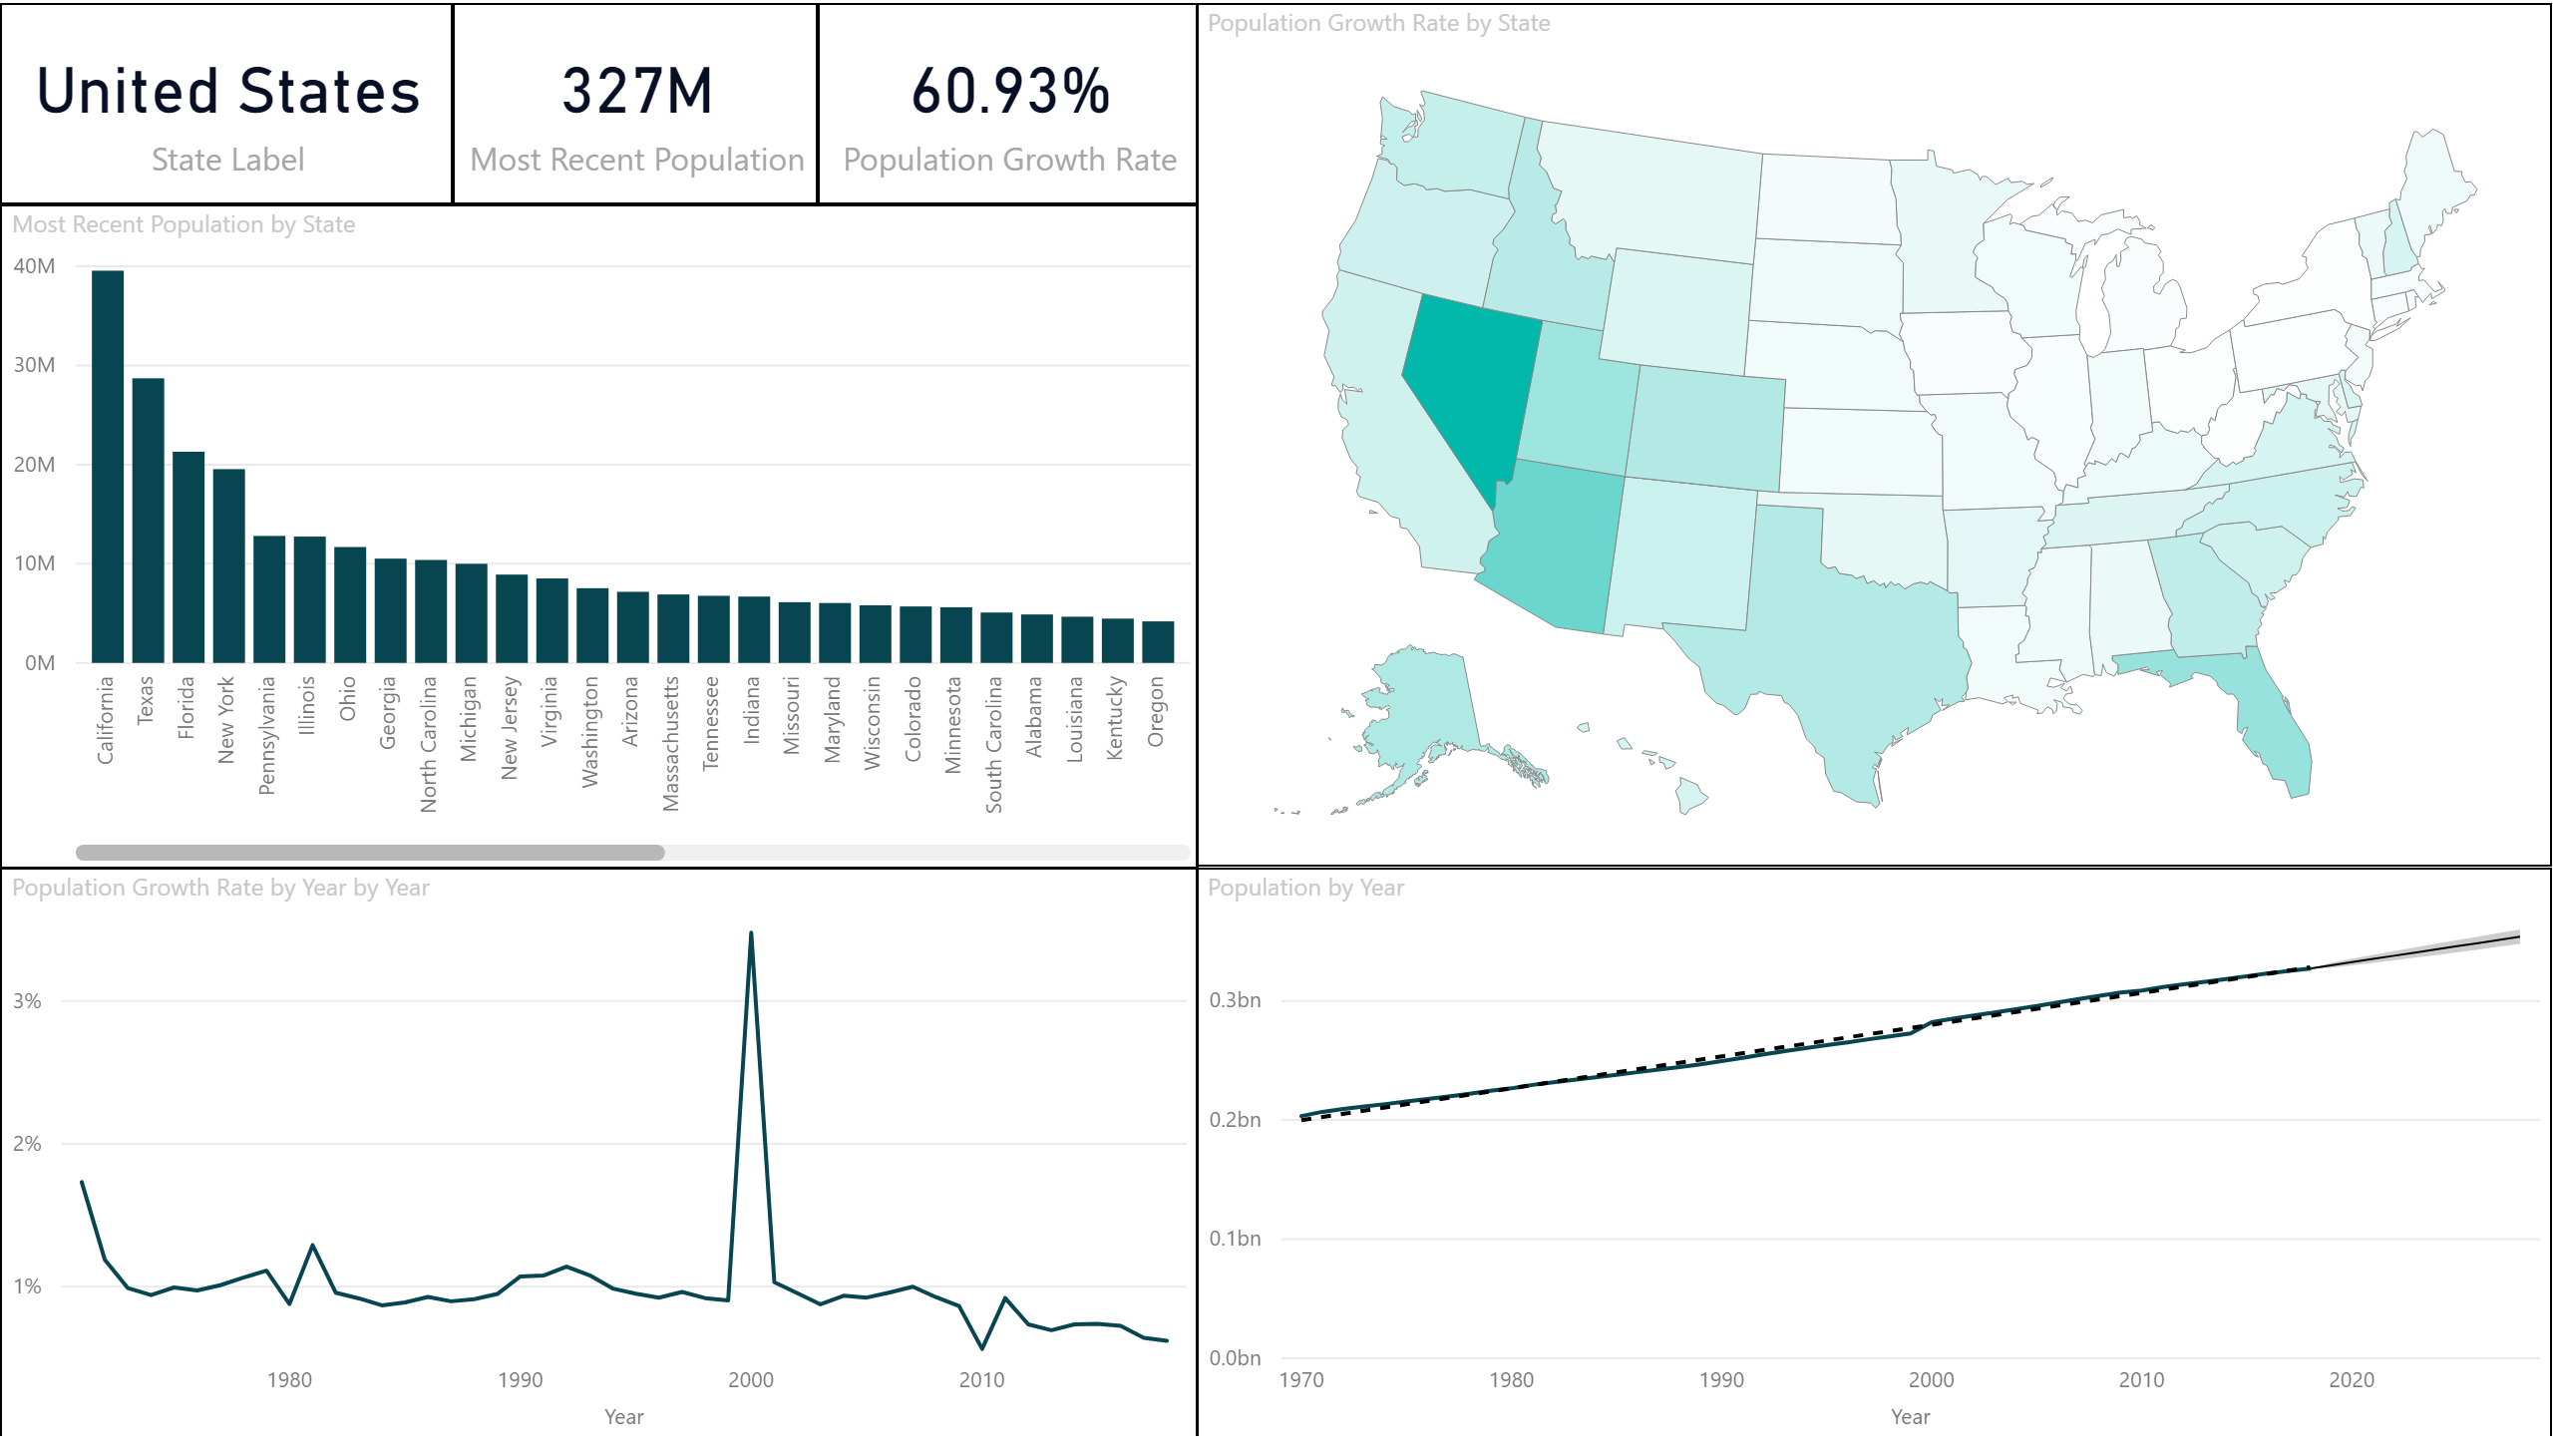 United States
State Label
327M
Most Recent Population
60.93%
Population Growth Rate
Population Growth Rate by State
Most Recent Population by State
40M
30M
20M
10M
0M
California
Texas
Florida
New York
Pennsylvania
Illinois
Ohio
Georgia
North Carolina
Michigan
New Jersey
Virginia
Washington
Arizona
Massachusetts
Tennessee
Indiana
Missouri
Maryland
Wisconsin
Colorado
Minnesota
South Carolina
Alabama
Louisiana
Kentucky
Oregon
Population Growth Rate by Year by Year
3%
2%
1%
1980 1990 2000 2010
Year
Population by Year
0.3bn
0.2bn
0.1bn
0.0bn
1970 1980 1990 2000 2010 2020
Year